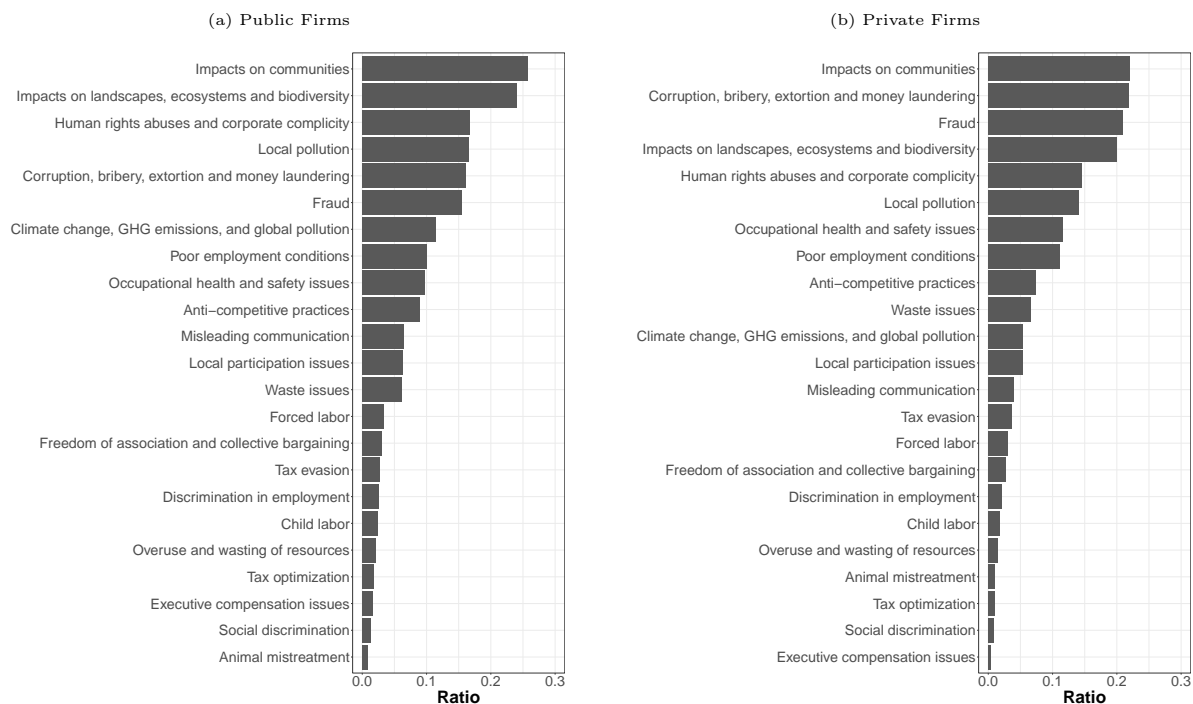 (a) Public Firms
Impacts on communities
Impacts on landscapes, ecosystems and biodiversity
Human rights abuses and corporate complicity
Local pollution
Corruption, bribery, extortion and money laundering
Fraud
Climate change, GHG emissions, and global pollution
Poor employment conditions
Occupational health and safety issues
Anti−competitive practices
Misleading communication
Local participation issues
Waste issues
Forced labor
Freedom of association and collective bargaining
Tax evasion
Discrimination in employment
Child labor
Overuse and wasting of resources
Tax optimization
Executive compensation issues
Social discrimination
Animal mistreatment
0.0 0.1 0.2 0.3
Ratio
(b) Private Firms
Impacts on communities
Corruption, bribery, extortion and money laundering
Fraud
Impacts on landscapes, ecosystems and biodiversity
Human rights abuses and corporate complicity
Local pollution
Occupational health and safety issues
Poor employment conditions
Anti−competitive practices
Waste issues
Climate change, GHG emissions, and global pollution
Local participation issues
Misleading communication
Tax evasion
Forced labor
Freedom of association and collective bargaining
Discrimination in employment
Child labor
Overuse and wasting of resources
Animal mistreatment
Tax optimization
Social discrimination
Executive compensation issues
0.0 0.1 0.2 0.3
Ratio